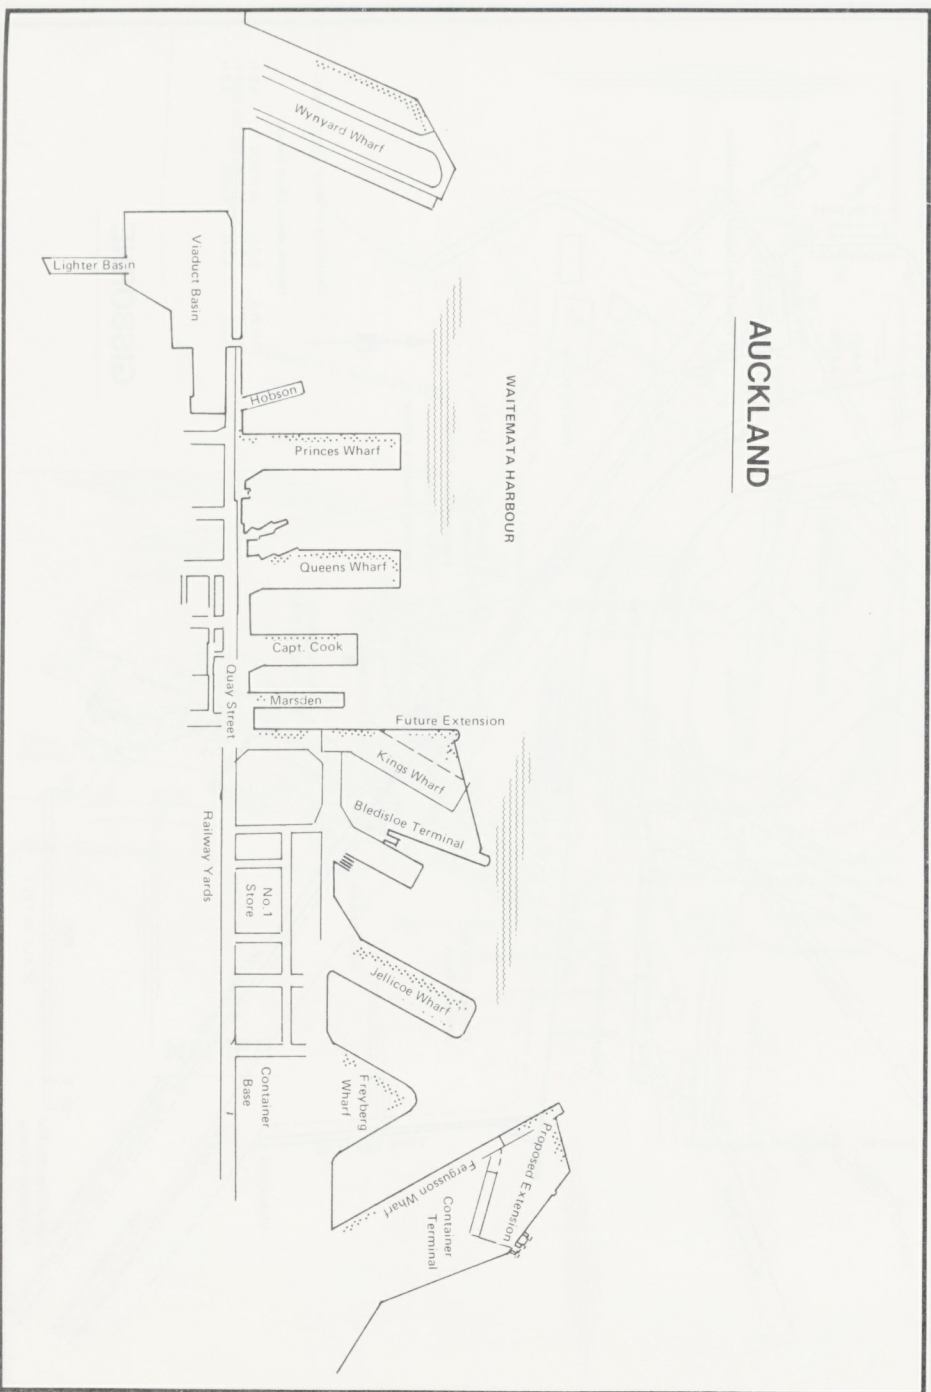 AUCKLAND
WAITEMATA HARBOUR
Wynyard Wharf
Viaduct Basin
Lighter Basin
Hobson
Princes Wharf
Queens Wharf
Capt. Cook
Marsden
Quay Street
Future Extension
Kings Wharf
Bledisloe Terminal
Railway Yards
No.1
Store
Jellicoe Wharf
Freyberg
Wharf
Container
Base
Fergusson Wharf
Proposed Extension
Container
Terminal